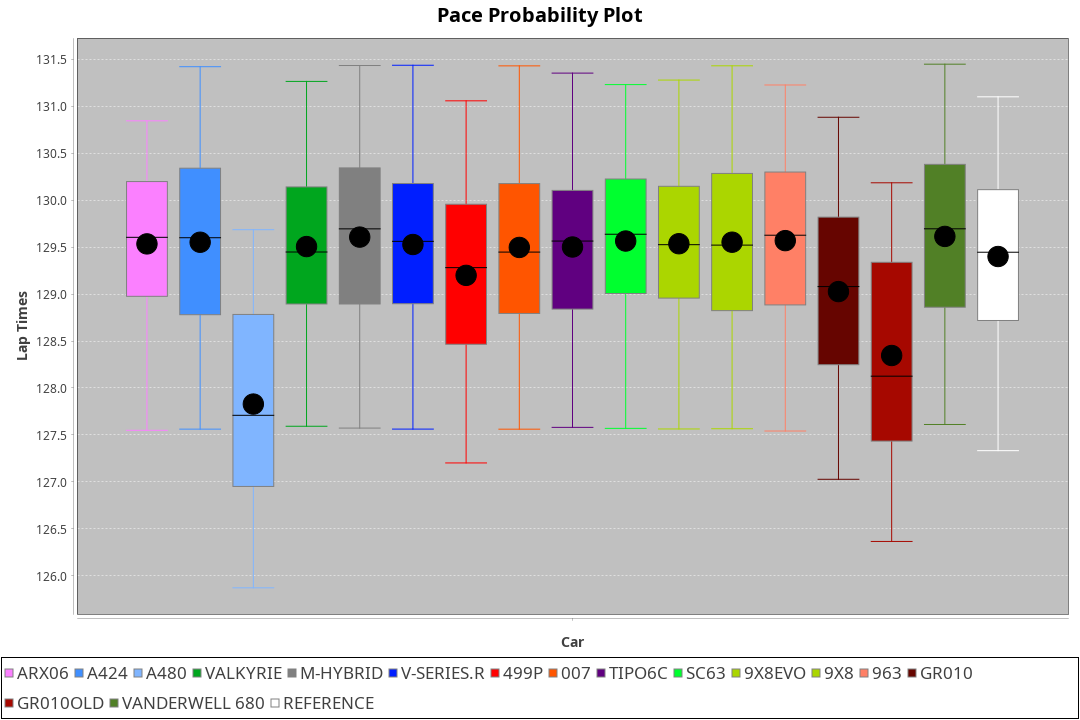 Pace Probability Plot
131.5
131.0
130.5
130.0
129.5
129.0
128.5
128.0
127.5
127.0
126.5
126.0
Lap Times
Car
ARX06 A424 A480 VALKYRIE M-HYBRID V-SERIES.R 499P 007 TIPO6C SC63 9X8EVO 9X8 963 GR010
GR010OLD VANDERWELL 680 REFERENCE